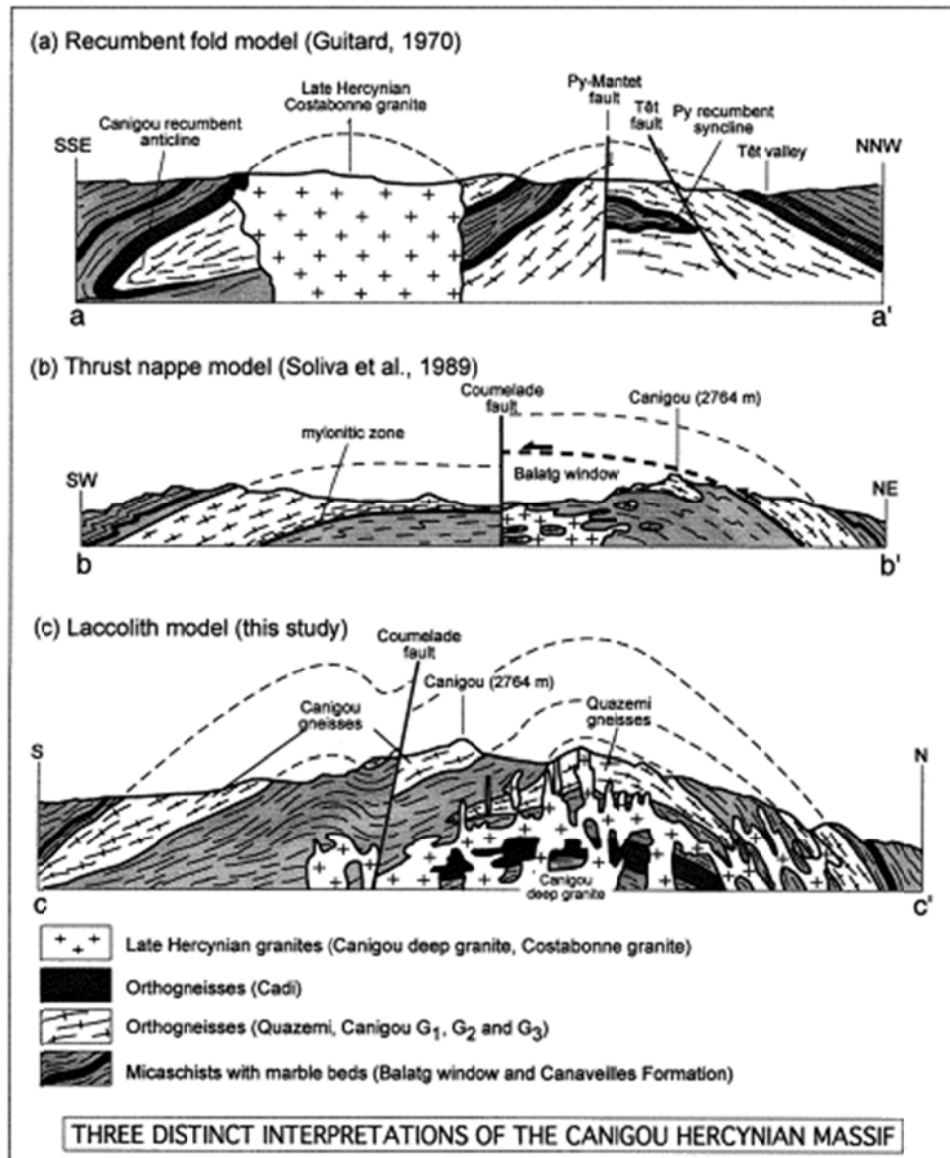 (a) Recumbent fold model (Guitard, 1970)
Late Hercynian
Costabonne granite
Py-Mantet
fault
Canigou recumbent
anticline
Têt
fault
Py recumbent
syncline
SSE
Têt valley
NNW
a
a'
(b) Thrust nappe model (Soliva et al., 1989)
Coumelade
fault
Canigou (2764 m)
mylonitic zone
SW
Balatg window
NE
b
b'
(c) Laccolith model (this study)
Coumelade
fault
Canigou (2764 m)
Canigou
gneisses
Quazemi
gneisses
S
N
Canigou
deep granite
c
c'
Late Hercynian granites (Canigou deep granite, Costabonne granite)
Orthogneisses (Cadi)
Orthogneisses (Quazemi, Canigou G1, G2 and G3)
Micaschists with marble beds (Balatg window and Canaveilles Formation)
THREE DISTINCT INTERPRETATIONS OF THE CANIGOU HERCYNIAN MASSIF